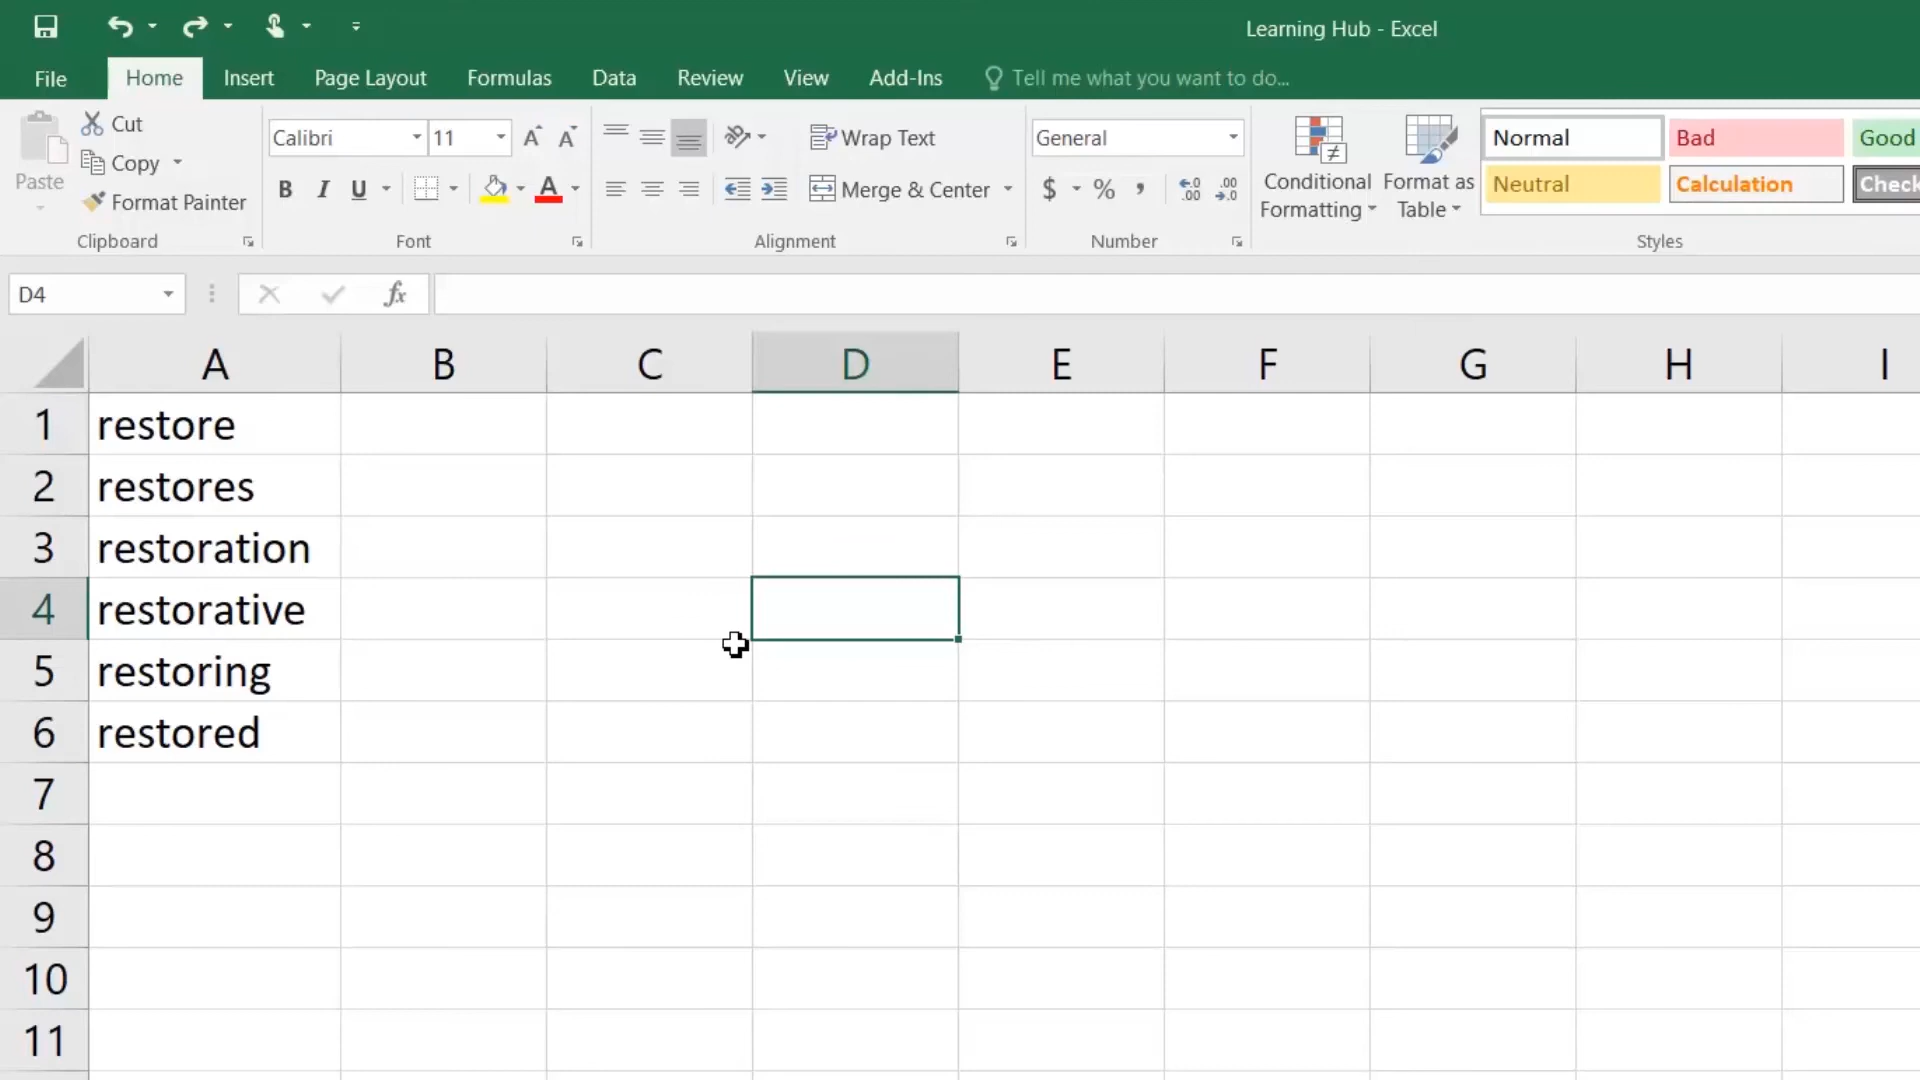 Learning Hub - Excel
File Home Insert Page Layout Formulas Data Review View Add-Ins Tell me what you want to do...
Paste Cut Copy Format Painter
Clipboard
Calibri 11
B I U A
Font
Wrap Text
Merge & Center
Alignment
General
$ % ,
Number
Conditional Formatting
Format as Table
Normal Bad Good
Neutral Calculation Check
Styles
D4 fx
A B C D E F G H I
1 restore
2 restores
3 restoration
4 restorative
5 restoring
6 restored
7
8
9
10
11